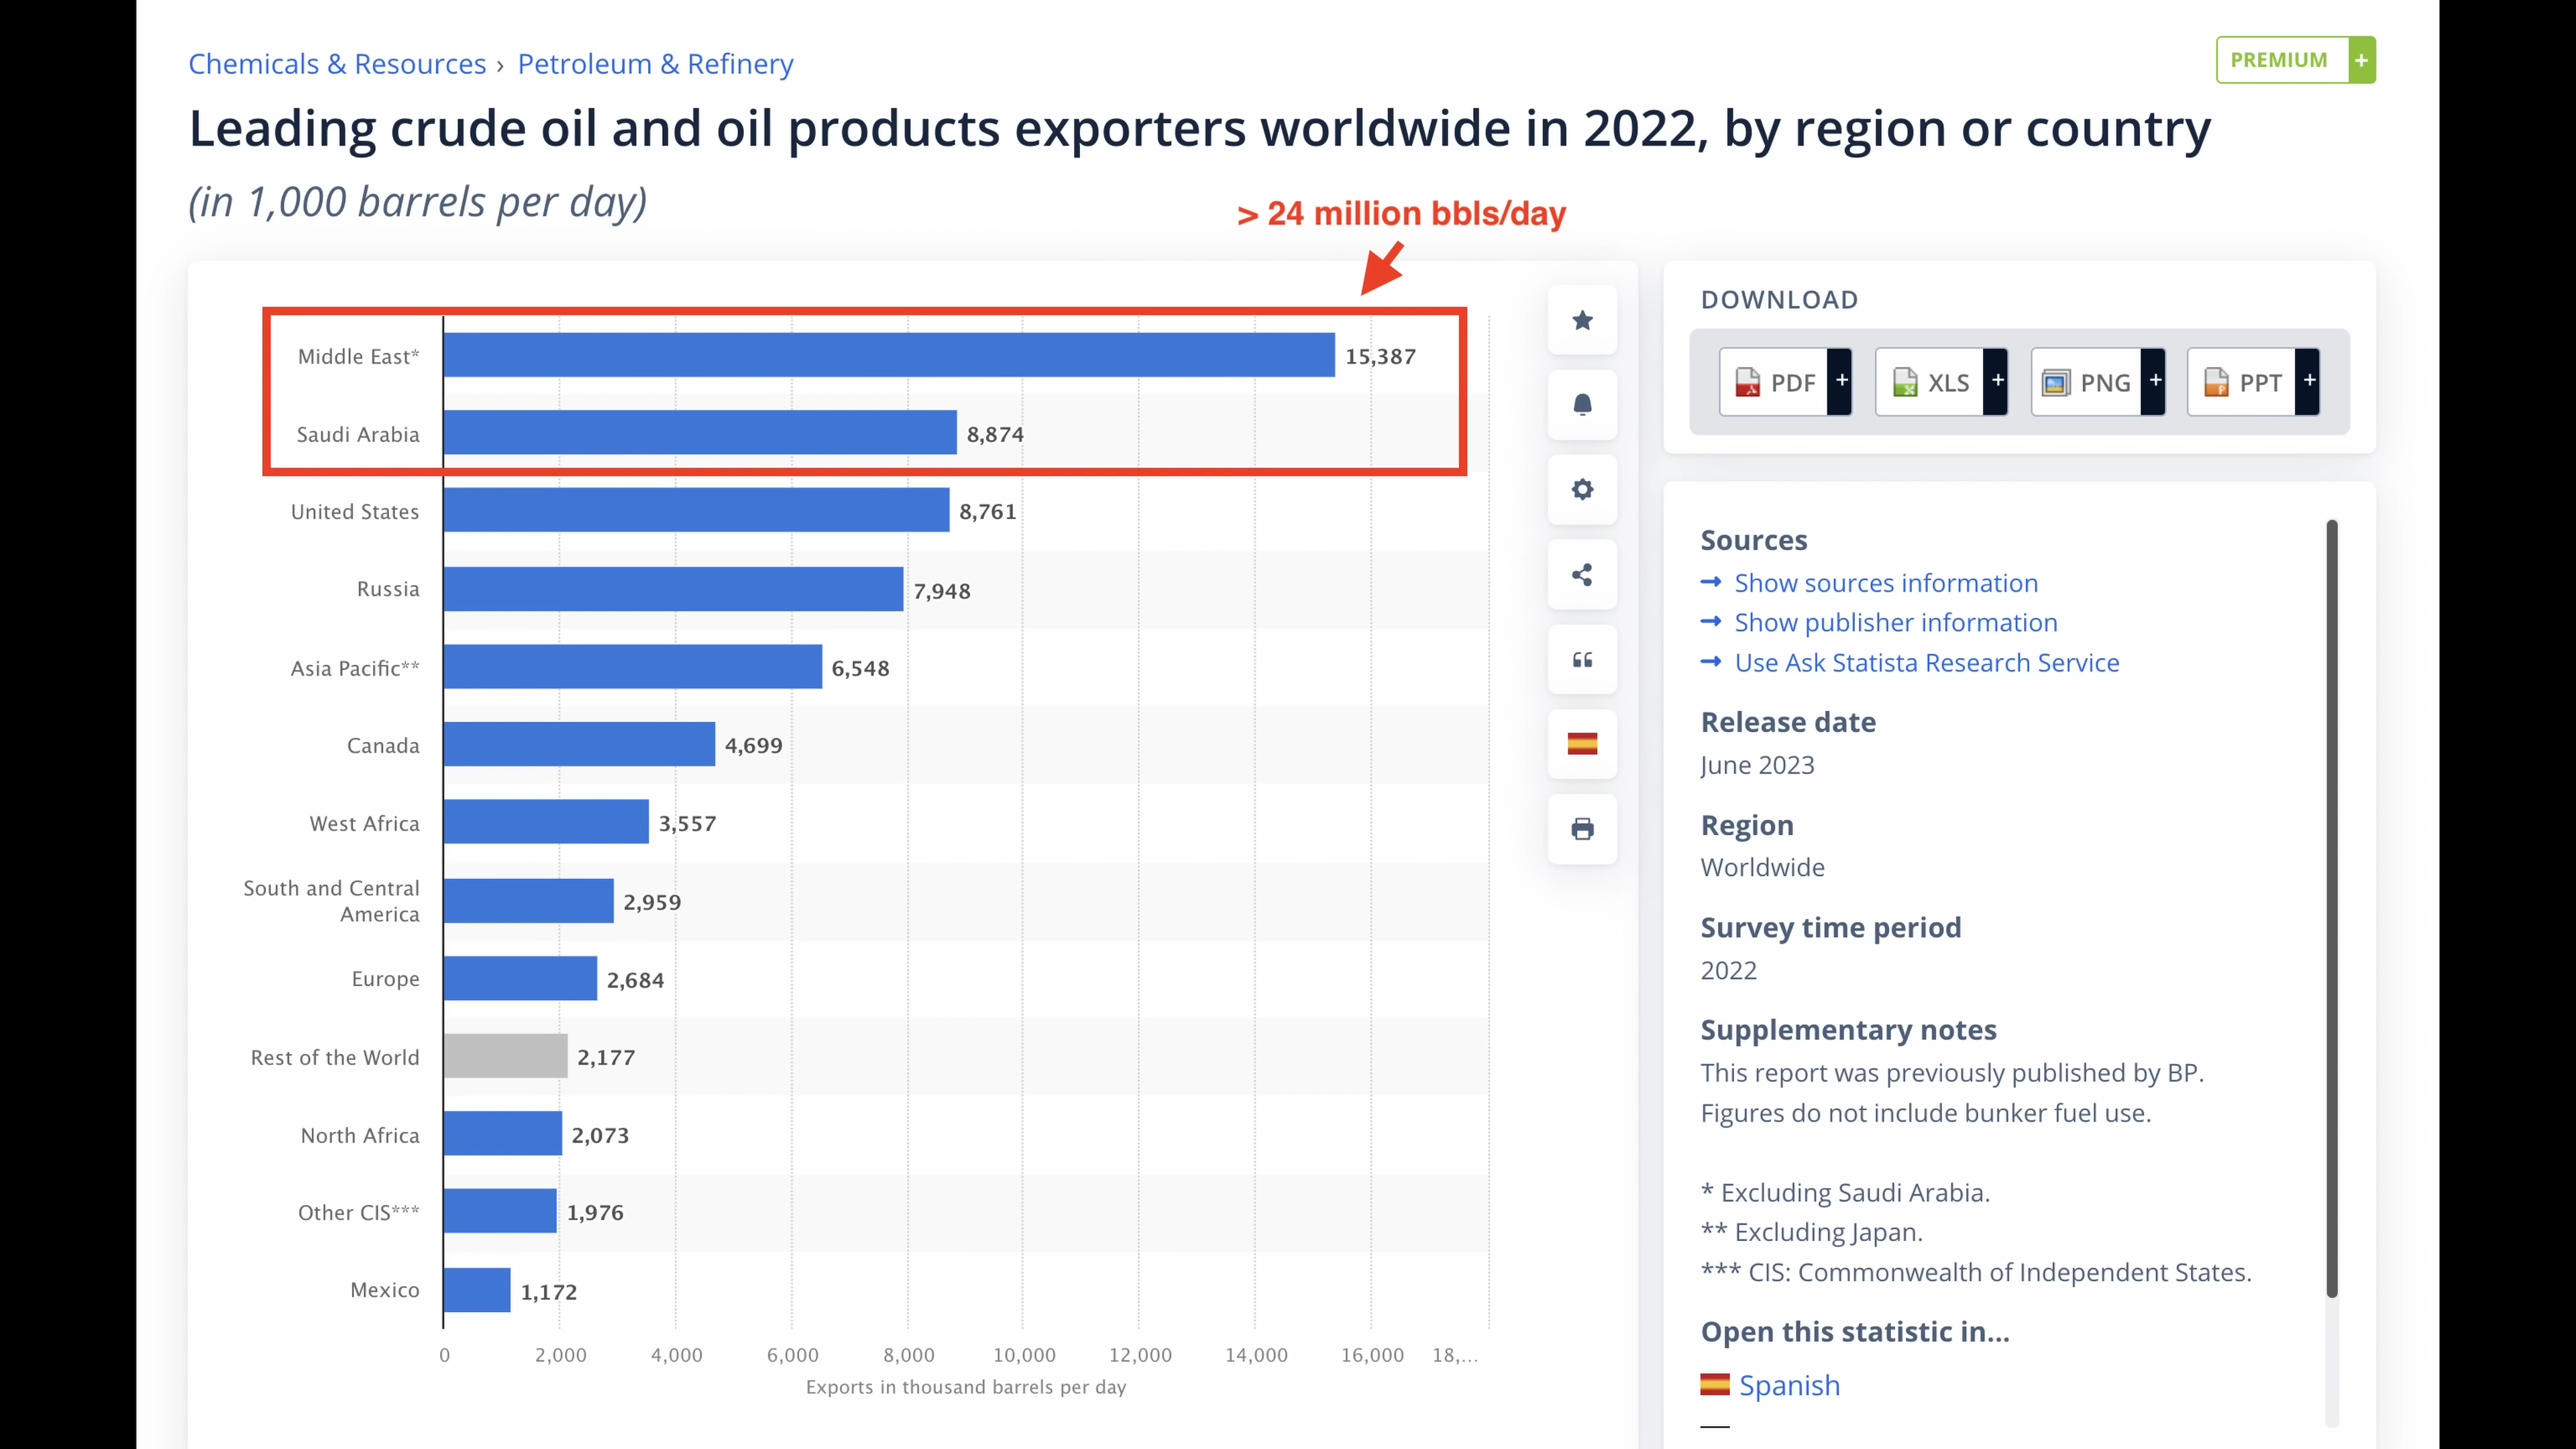 Chemicals & Resources › Petroleum & Refinery
PREMIUM +
Leading crude oil and oil products exporters worldwide in 2022, by region or country
(in 1,000 barrels per day)
> 24 million bbls/day
Middle East* 15,387
Saudi Arabia 8,874
United States 8,761
Russia 7,948
Asia Pacific** 6,548
Canada 4,699
West Africa 3,557
South and Central
America 2,959
Europe 2,684
Rest of the World 2,177
North Africa 2,073
Other CIS*** 1,976
Mexico 1,172
0 2,000 4,000 6,000 8,000 10,000 12,000 14,000 16,000 18,...
Exports in thousand barrels per day
DOWNLOAD
PDF + XLS + PNG + PPT +
Sources
→ Show sources information
→ Show publisher information
→ Use Ask Statista Research Service
Release date
June 2023
Region
Worldwide
Survey time period
2022
Supplementary notes
This report was previously published by BP.
Figures do not include bunker fuel use.
* Excluding Saudi Arabia.
** Excluding Japan.
*** CIS: Commonwealth of Independent States.
Open this statistic in...
Spanish